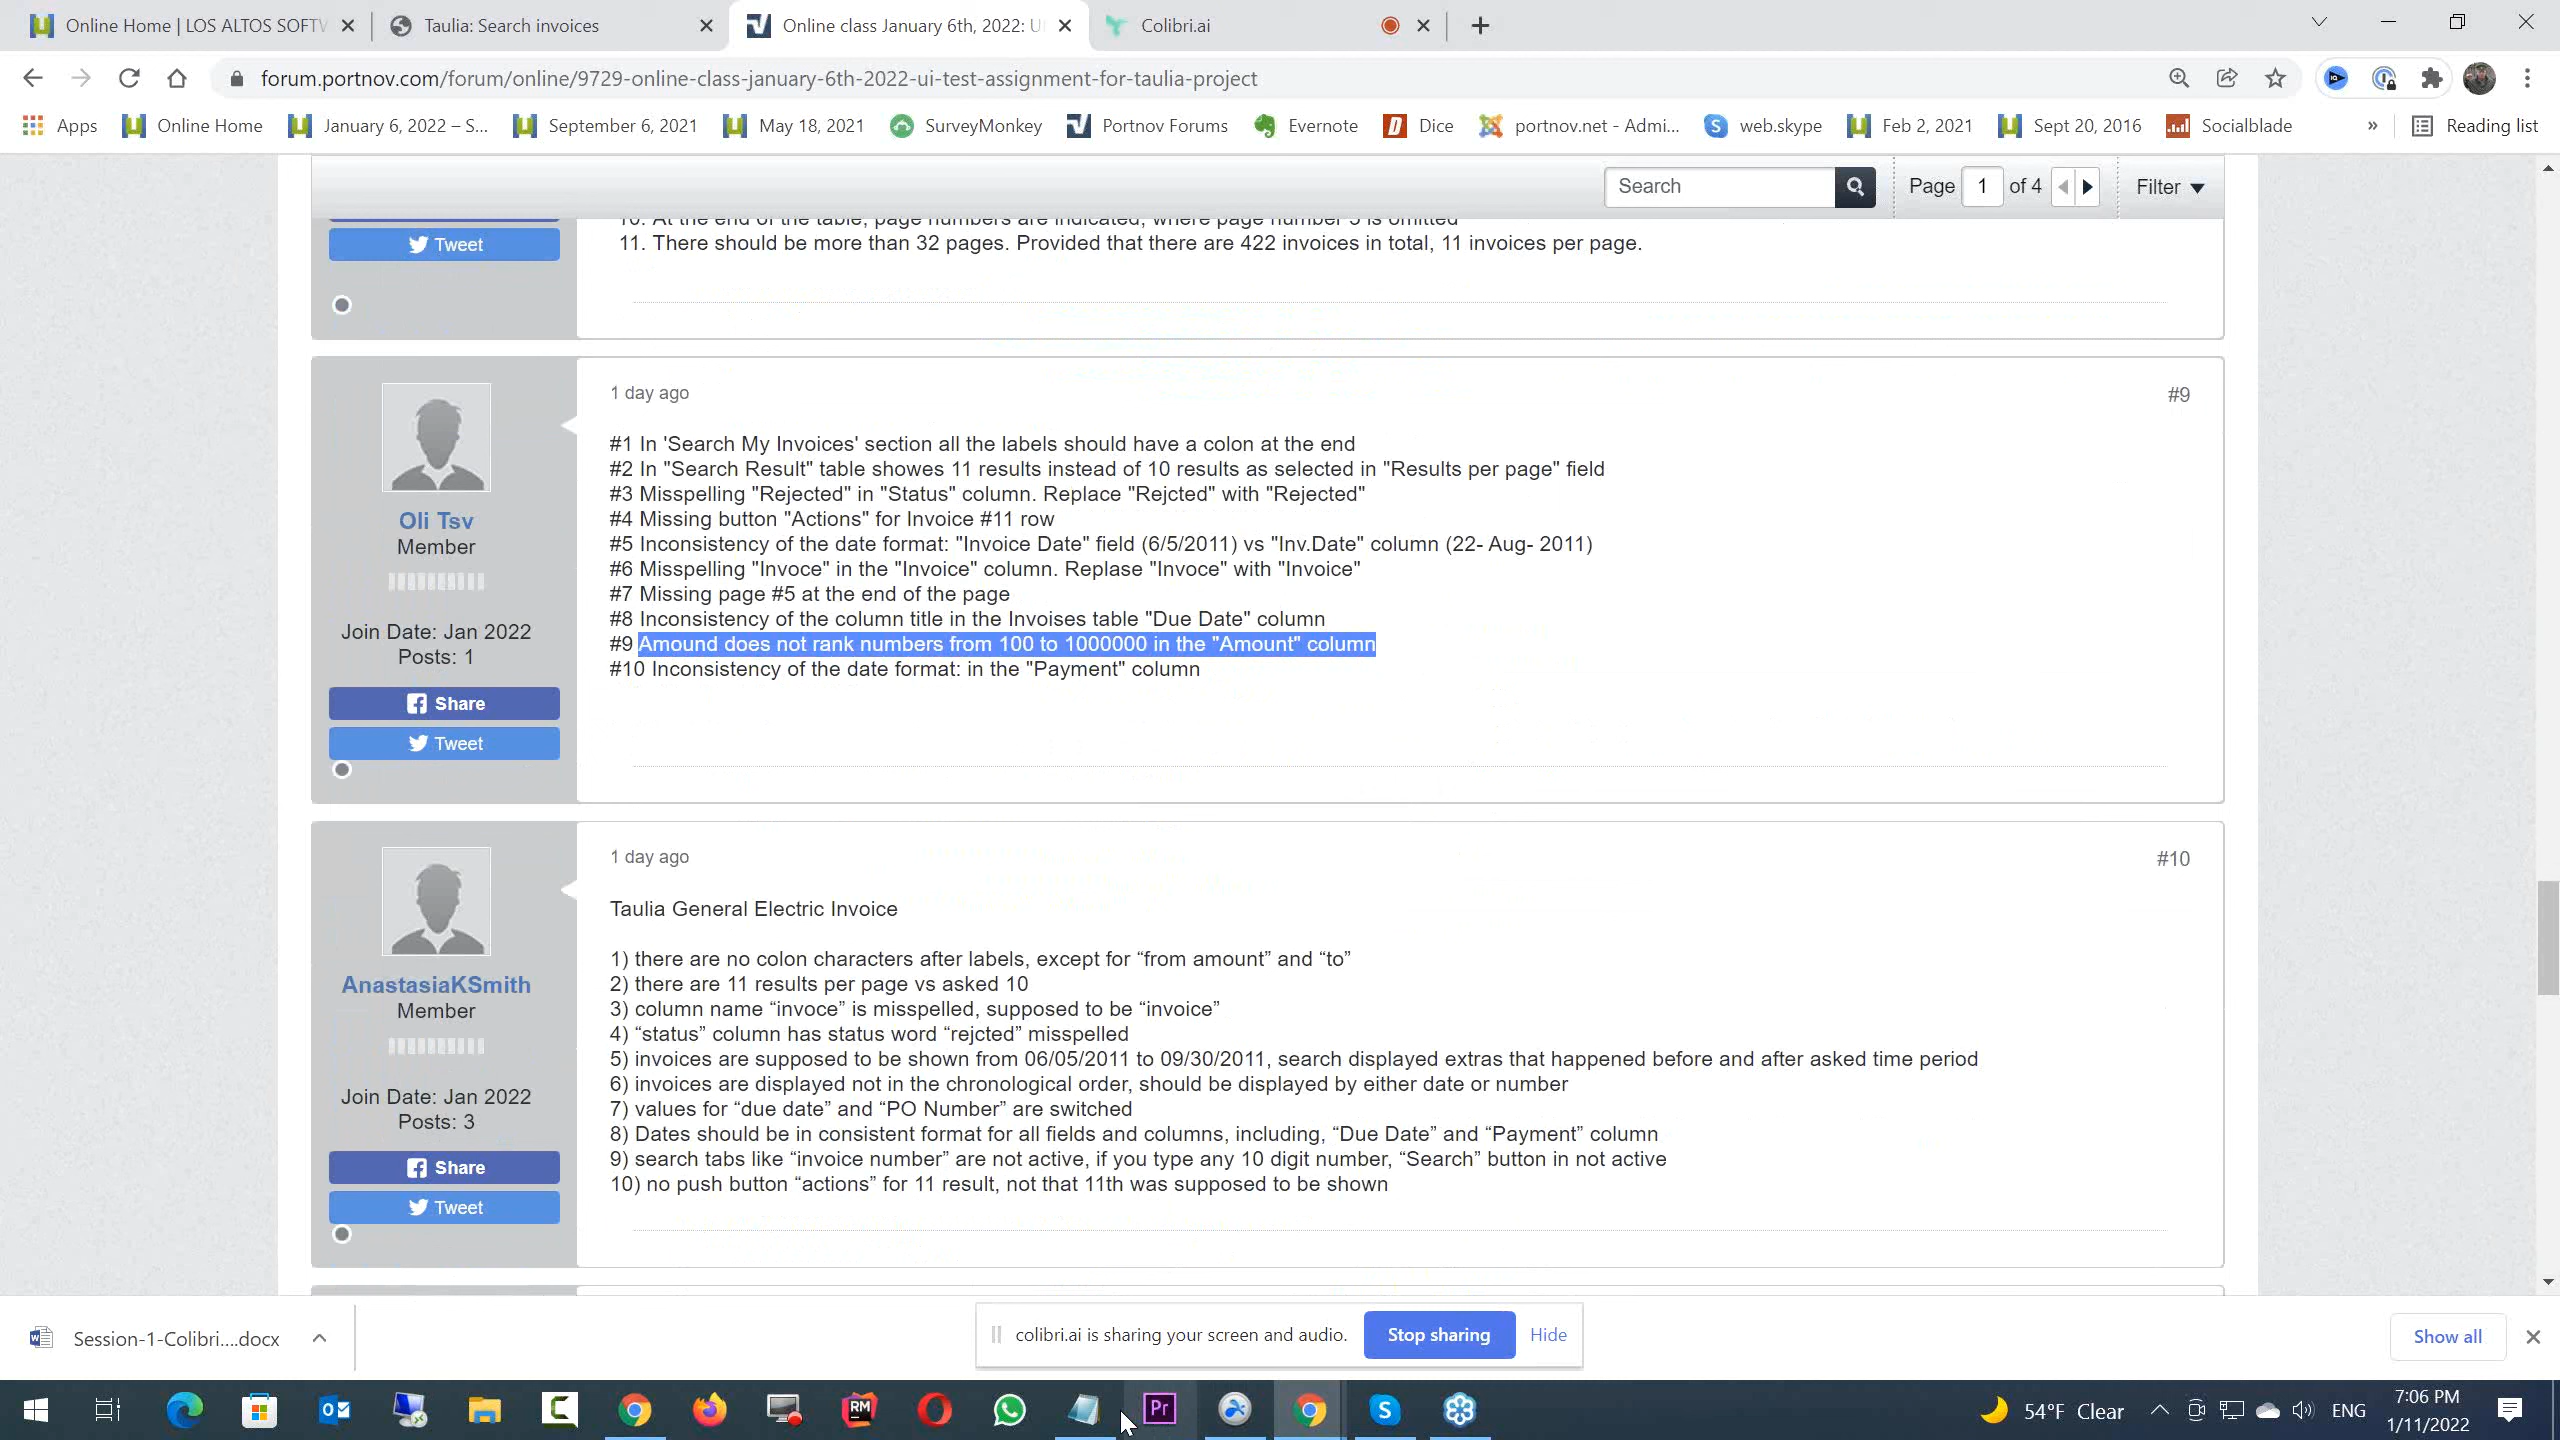 Online Home | LOS ALTOS SOFTW
Taulia: Search invoices
Online class January 6th, 2022: UI
Colibri.ai
forum.portnov.com/forum/online/9729-online-class-january-6th-2022-ui-test-assignment-for-taulia-project
Apps
Online Home
January 6, 2022 – S...
September 6, 2021
May 18, 2021
SurveyMonkey
Portnov Forums
Evernote
Dice
portnov.net - Admi...
web.skype
Feb 2, 2021
Sept 20, 2016
Socialblade
»
Reading list
Search
Page 1 of 4
Filter
10. At the end of the table, page numbers are indicated, where page number 5 is omitted
11. There should be more than 32 pages. Provided that there are 422 invoices in total, 11 invoices per page.
Tweet
1 day ago
#9
Oli Tsv
Member
Join Date: Jan 2022
Posts: 1
Share
Tweet
#1 In 'Search My Invoices' section all the labels should have a colon at the end
#2 In "Search Result" table showes 11 results instead of 10 results as selected in "Results per page" field
#3 Misspelling "Rejected" in "Status" column. Replace "Rejcted" with "Rejected"
#4 Missing button "Actions" for Invoice #11 row
#5 Inconsistency of the date format: "Invoice Date" field (6/5/2011) vs "Inv.Date" column (22- Aug- 2011)
#6 Misspelling "Invoce" in the "Invoice" column. Replase "Invoce" with "Invoice"
#7 Missing page #5 at the end of the page
#8 Inconsistency of the column title in the Invoises table "Due Date" column
#9 Amound does not rank numbers from 100 to 1000000 in the "Amount" column
#10 Inconsistency of the date format: in the "Payment" column
1 day ago
#10
AnastasiaKSmith
Member
Join Date: Jan 2022
Posts: 3
Share
Tweet
Taulia General Electric Invoice
1) there are no colon characters after labels, except for “from amount” and “to”
2) there are 11 results per page vs asked 10
3) column name “invoce” is misspelled, supposed to be “invoice”
4) “status” column has status word “rejcted” misspelled
5) invoices are supposed to be shown from 06/05/2011 to 09/30/2011, search displayed extras that happened before and after asked time period
6) invoices are displayed not in the chronological order, should be displayed by either date or number
7) values for “due date” and “PO Number” are switched
8) Dates should be in consistent format for all fields and columns, including, “Due Date” and “Payment” column
9) search tabs like “invoice number” are not active, if you type any 10 digit number, “Search” button in not active
10) no push button “actions” for 11 result, not that 11th was supposed to be shown
Session-1-Colibri....docx
colibri.ai is sharing your screen and audio.
Stop sharing
Hide
Show all
RM
Pr
54°F Clear
ENG
7:06 PM
1/11/2022